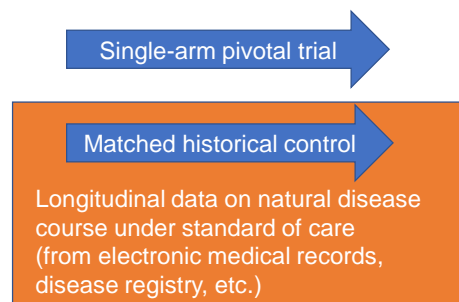 Single-arm pivotal trial
Matched historical control
Longitudinal data on natural disease
course under standard of care
(from electronic medical records,
disease registry, etc.)